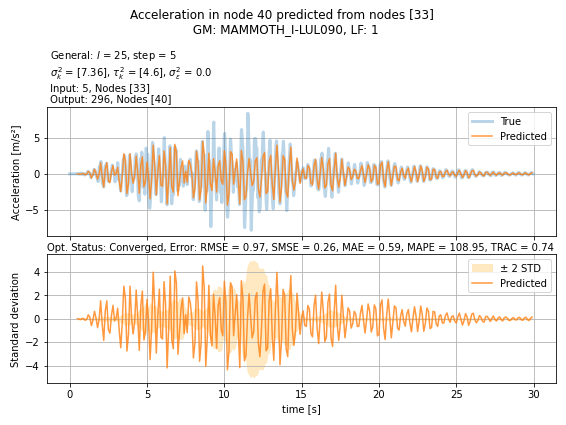 Acceleration in node 40 predicted from nodes [33]
GM: MAMMOTH_I-LUL090, LF: 1
General: l = 25, step = 5
σ²ₖ = [7.36], τ²ₖ = [4.6], σ²ε = 0.0
Input: 5, Nodes [33]
Output: 296, Nodes [40]
True
Predicted
Acceleration [m/s²]
5
0
−5
Opt. Status: Converged, Error: RMSE = 0.97, SMSE = 0.26, MAE = 0.59, MAPE = 108.95, TRAC = 0.74
± 2 STD
Predicted
Standard deviation
4
2
0
−2
−4
0 5 10 15 20 25 30
time [s]